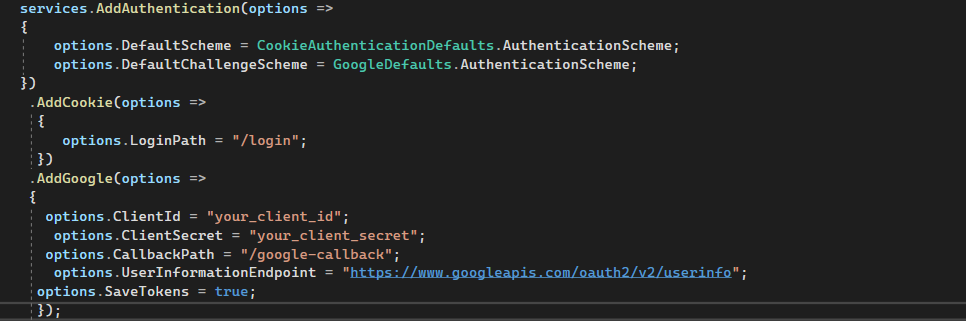 services.AddAuthentication(options =>
{
    options.DefaultScheme = CookieAuthenticationDefaults.AuthenticationScheme;
    options.DefaultChallengeScheme = GoogleDefaults.AuthenticationScheme;
})
 .AddCookie(options =>
  {
     options.LoginPath = "/login";
  })
 .AddGoogle(options =>
 {
   options.ClientId = "your_client_id";
    options.ClientSecret = "your_client_secret";
   options.CallbackPath = "/google-callback";
    options.UserInformationEndpoint = "https://www.googleapis.com/oauth2/v2/userinfo";
  options.SaveTokens = true;
  });